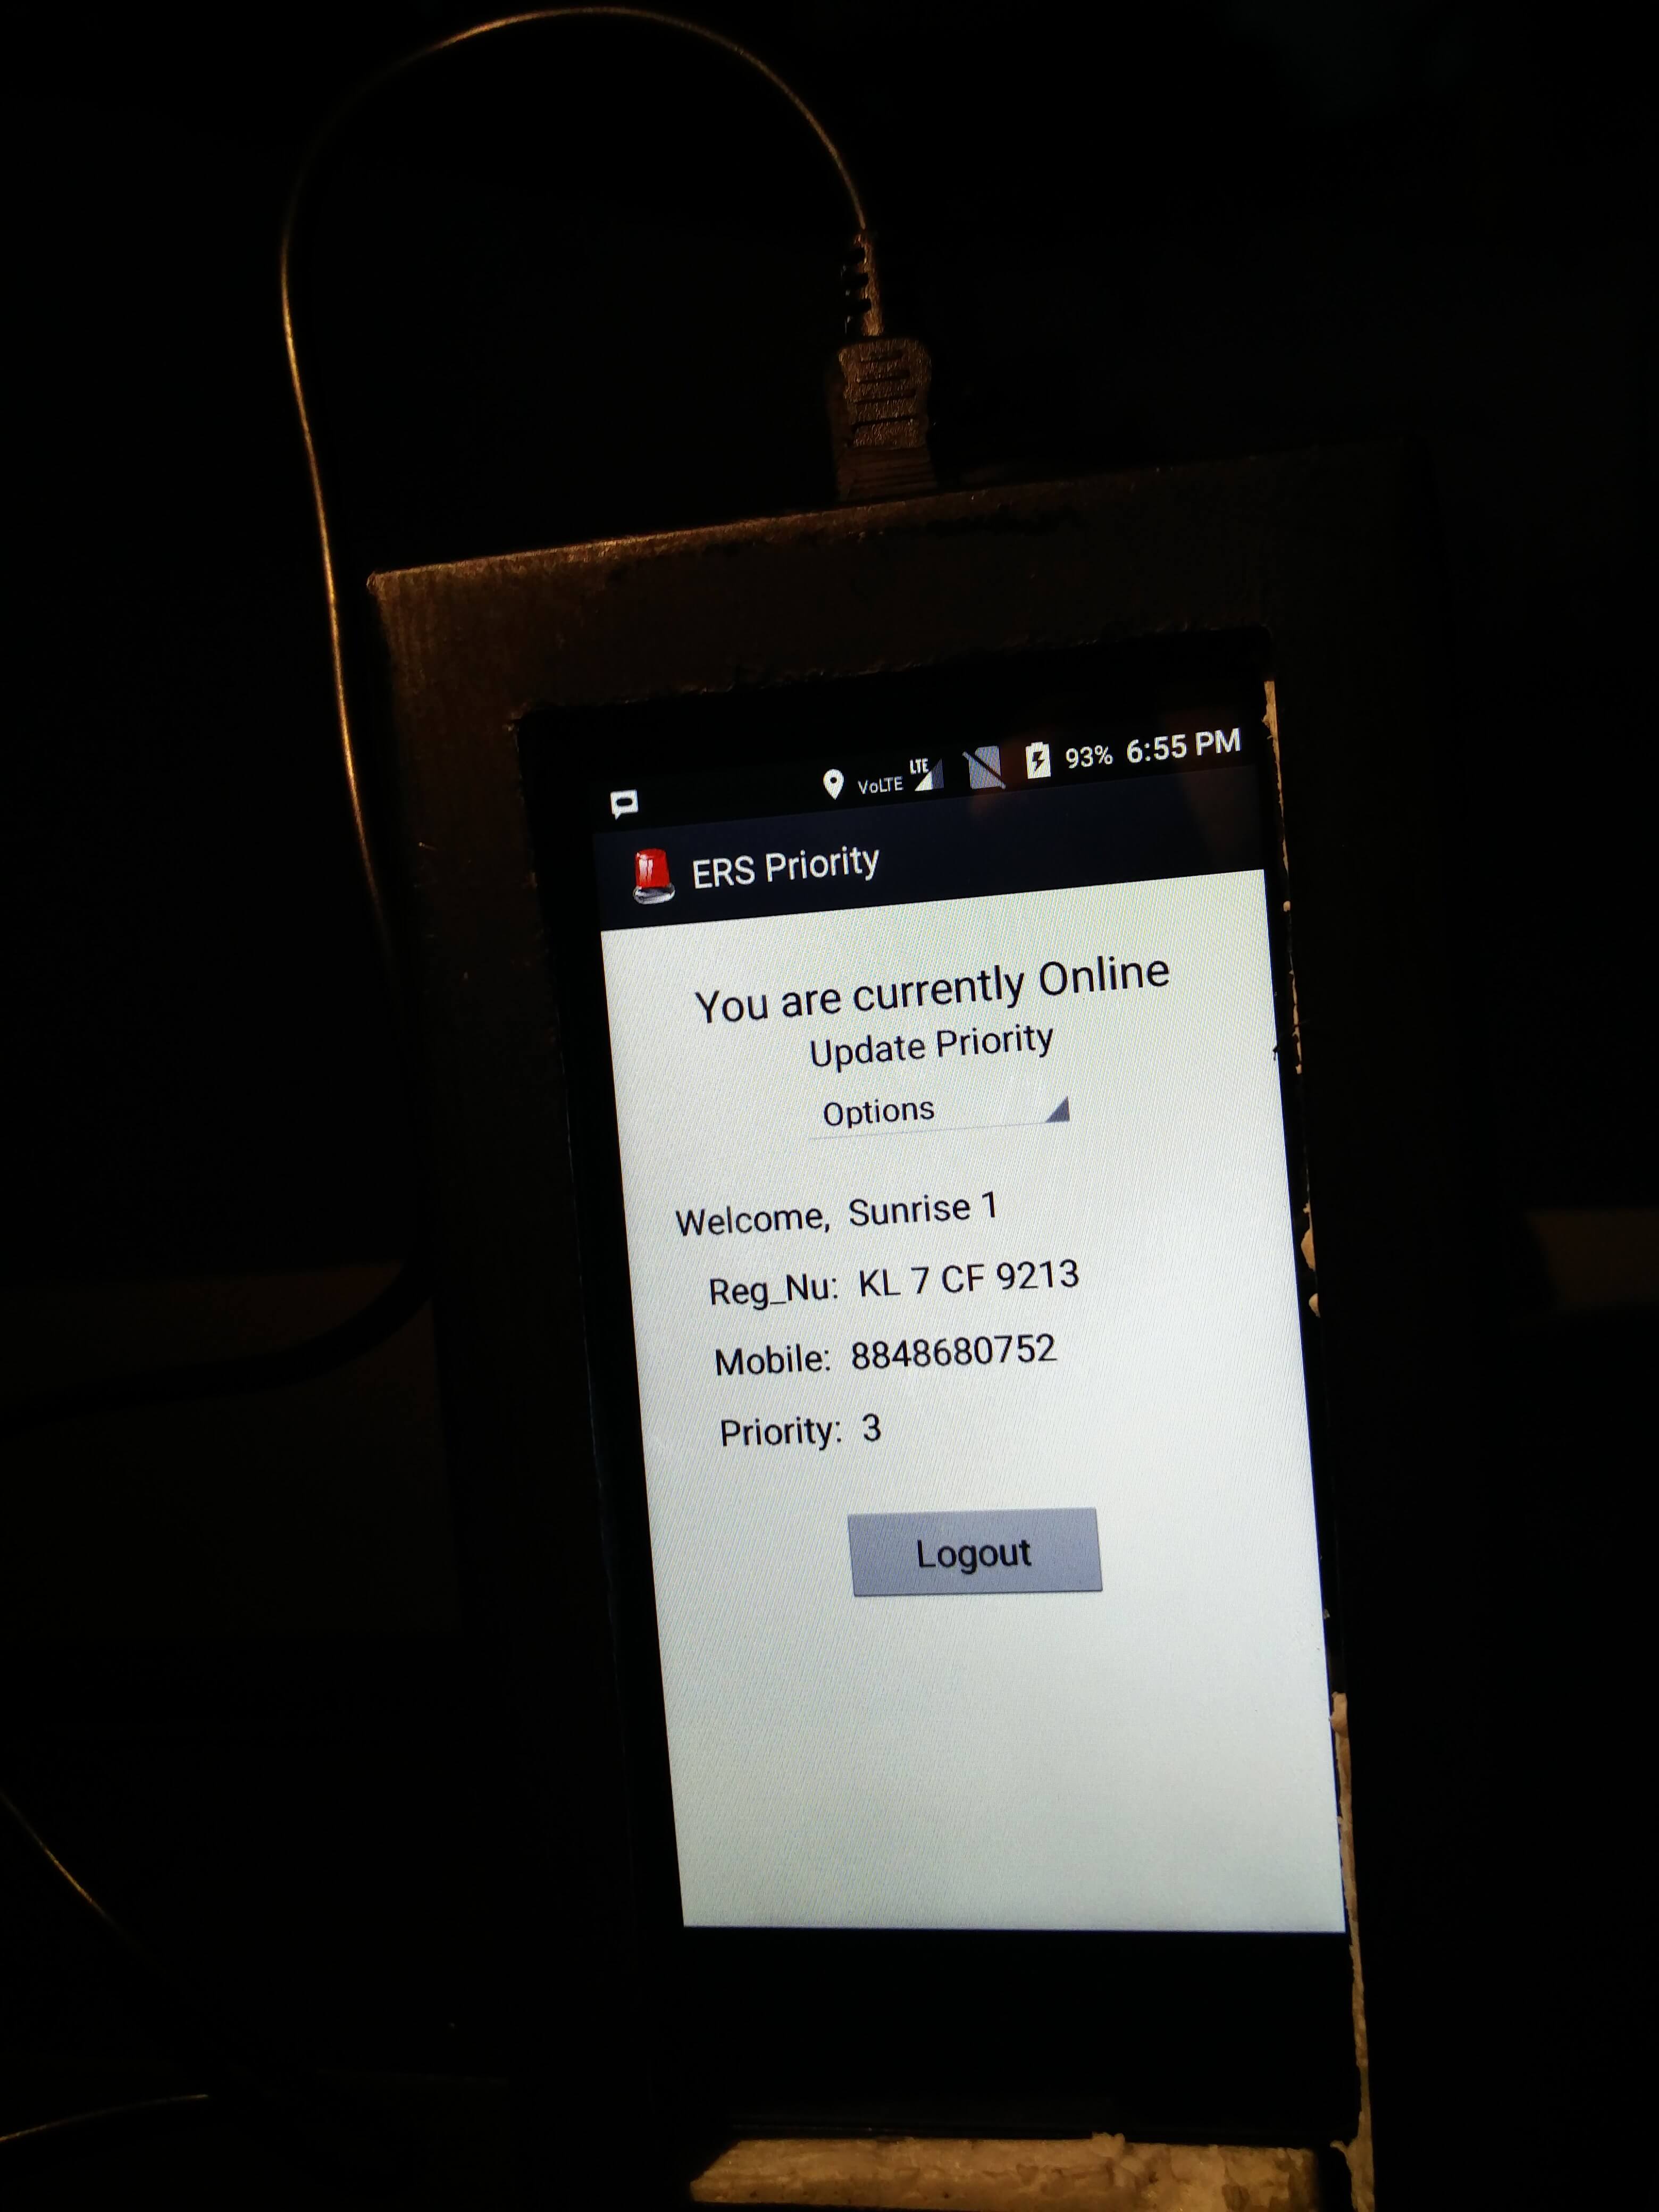 VoLTE LTE 93% 6:55 PM
ERS Priority
You are currently Online
Update Priority
Options
Welcome, Sunrise 1
Reg_Nu: KL 7 CF 9213
Mobile: 8848680752
Priority: 3
Logout